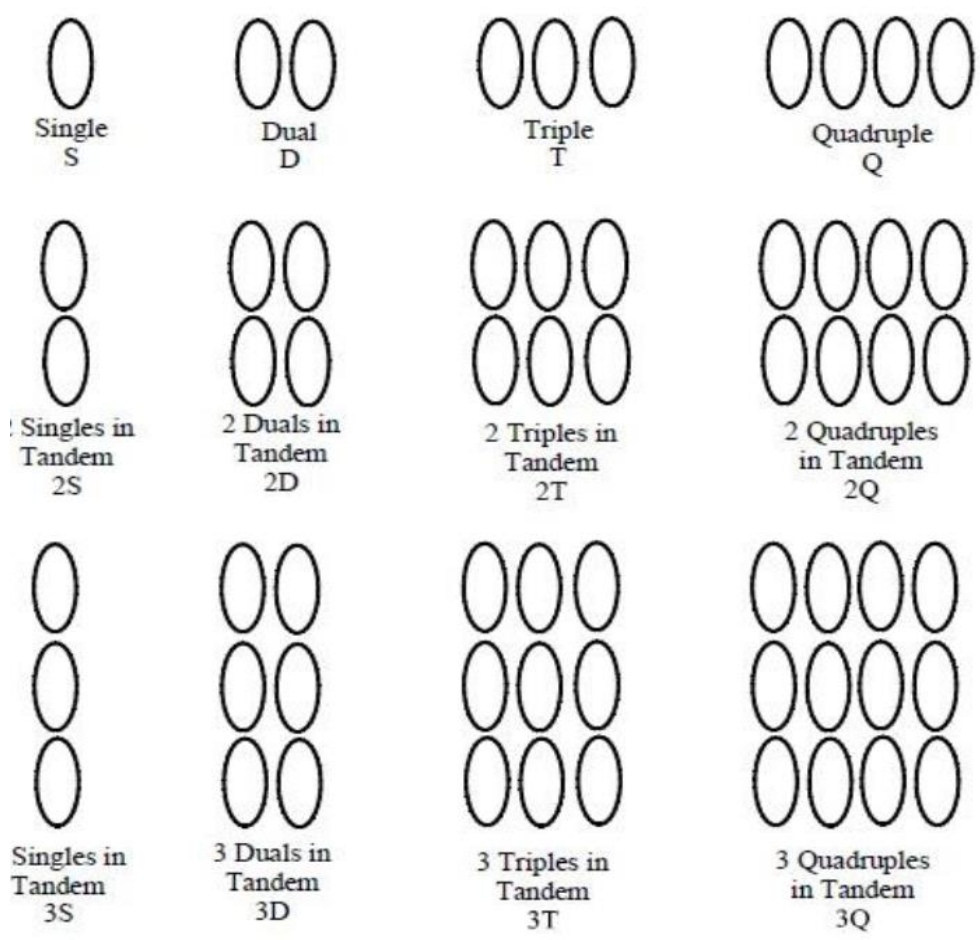 Single
S
Dual
D
Triple
T
Quadruple
Q
Singles in
Tandem
2S
2 Duals in
Tandem
2D
2 Triples in
Tandem
2T
2 Quadruples
in Tandem
2Q
Singles in
Tandem
3S
3 Duals in
Tandem
3D
3 Triples in
Tandem
3T
3 Quadruples
in Tandem
3Q